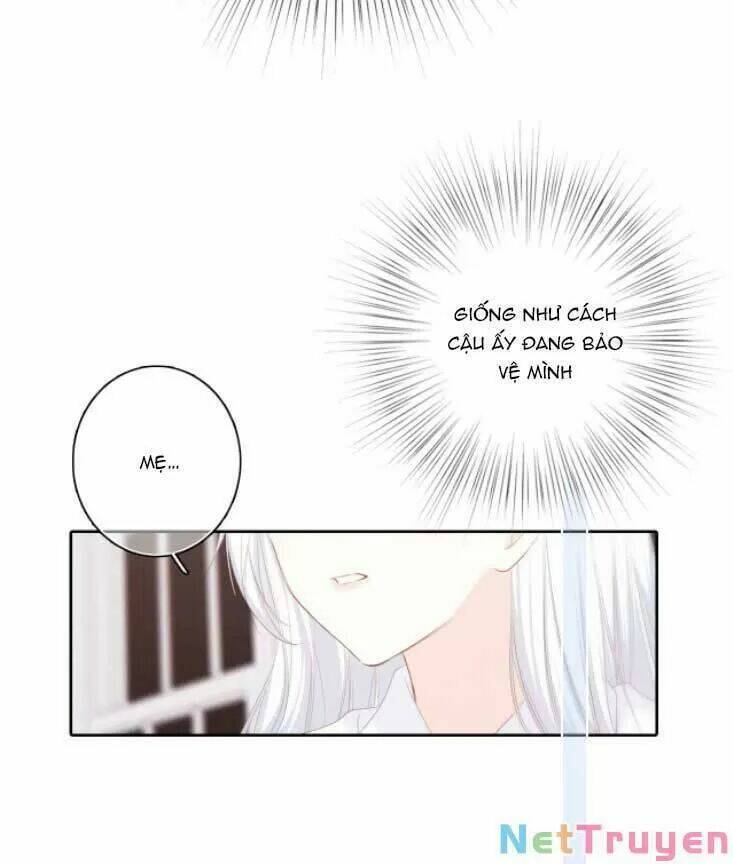 GIỐNG NHƯ CÁCH
CẬU ẤY ĐANG BẢO
VỆ MÌNH
MẸ...
NetTruyen